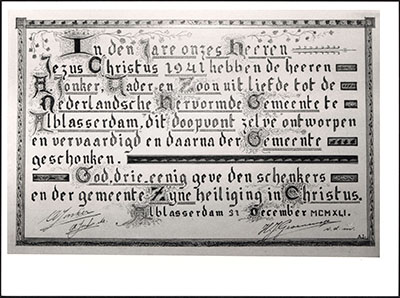 In den Jare onzes Heeren
Jezus Christus 1941 hebben de heeren
Jonker, Vader en Zoon uit liefde tot de
Nederlandsche Hervormde Gemeente te
Alblasserdam, dit doopvont zelve ontworpen
en vervaardigd en daarna der Gemeente
geschonken.
God, drie-eenig geve den schenkers
en der gemeente Zyne heiliging in Christus.
Alblasserdam 21 December MCMXLI.